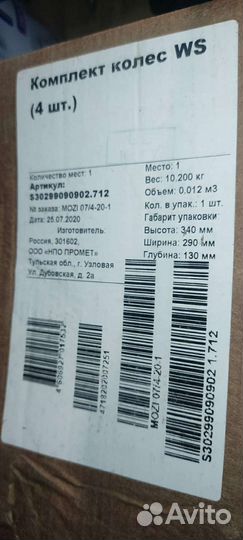 Комплект колес WS
(4 шт.)
Количество мест: 1
Артикул:
S30299090902.712
№ заказа: MOZI 07/4-20-1
Дата: 25.07.2020
Изготовитель:
Россия, 301602,
ООО «НПО ПРОМЕТ»
Тульская обл., г. Узловая
Ул. Дубовская, д. 2а
Место: 1
Вес: 10.200 кг
Объем: 0.012 м3
Кол. в упак.: 1 шт.
Габарит упаковки:
Высота: 340 мм
Ширина: 290 мм
Глубина: 130 мм
4718202007251
MOZI 07/4-20-1
S30299090902 1.712
Avito